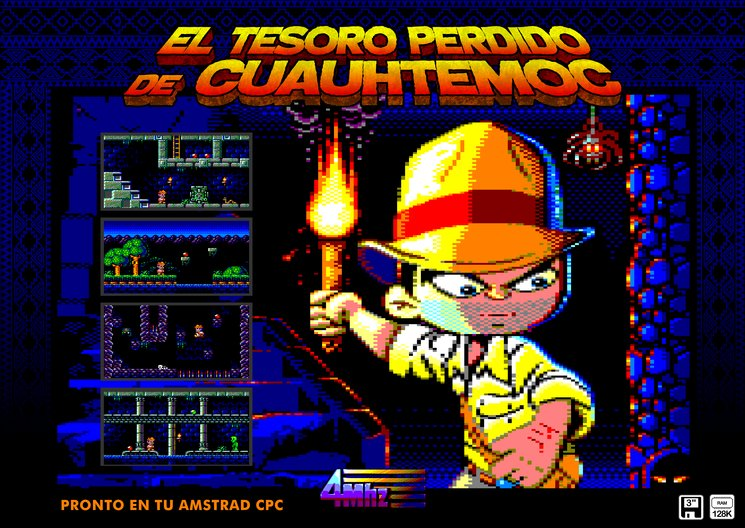 EL TESORO PERDIDO
DE CUAUHTEMOC
PRONTO EN TU AMSTRAD CPC
4Mhz
3"
RAM
128K